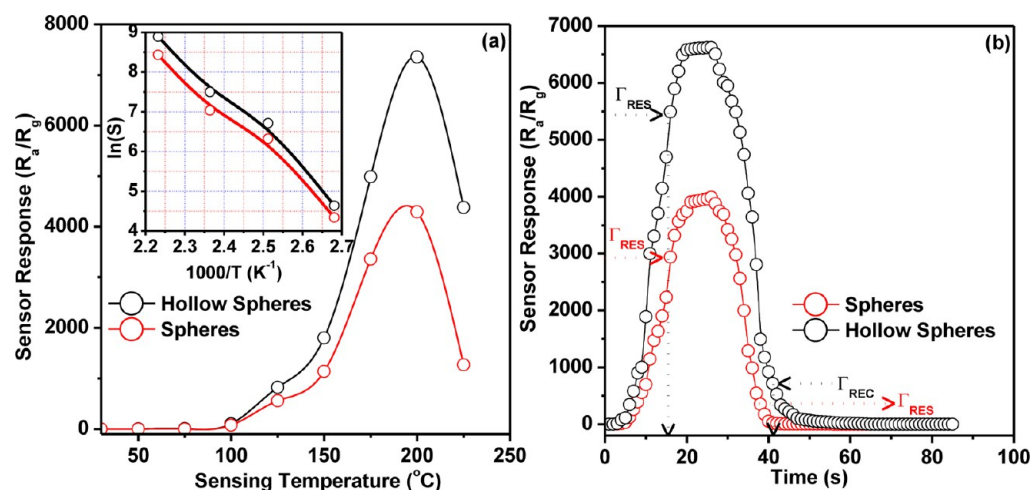 (a)
Sensor Response (Ra/Rg)
8000
6000
4000
2000
0
50
100
150
200
Sensing Temperature (°C)
Hollow Spheres
Spheres
ln(S)
9
8
7
6
5
4
2.2
2.3
2.4
2.5
2.6
2.7
1000/T (K-1)
(b)
Sensor Response (Ra/Rg)
7000
6000
5000
4000
3000
2000
1000
0
ΓRES
ΓRES
Spheres
Hollow Spheres
ΓREC
ΓRES
0
20
40
60
80
100
Time (s)